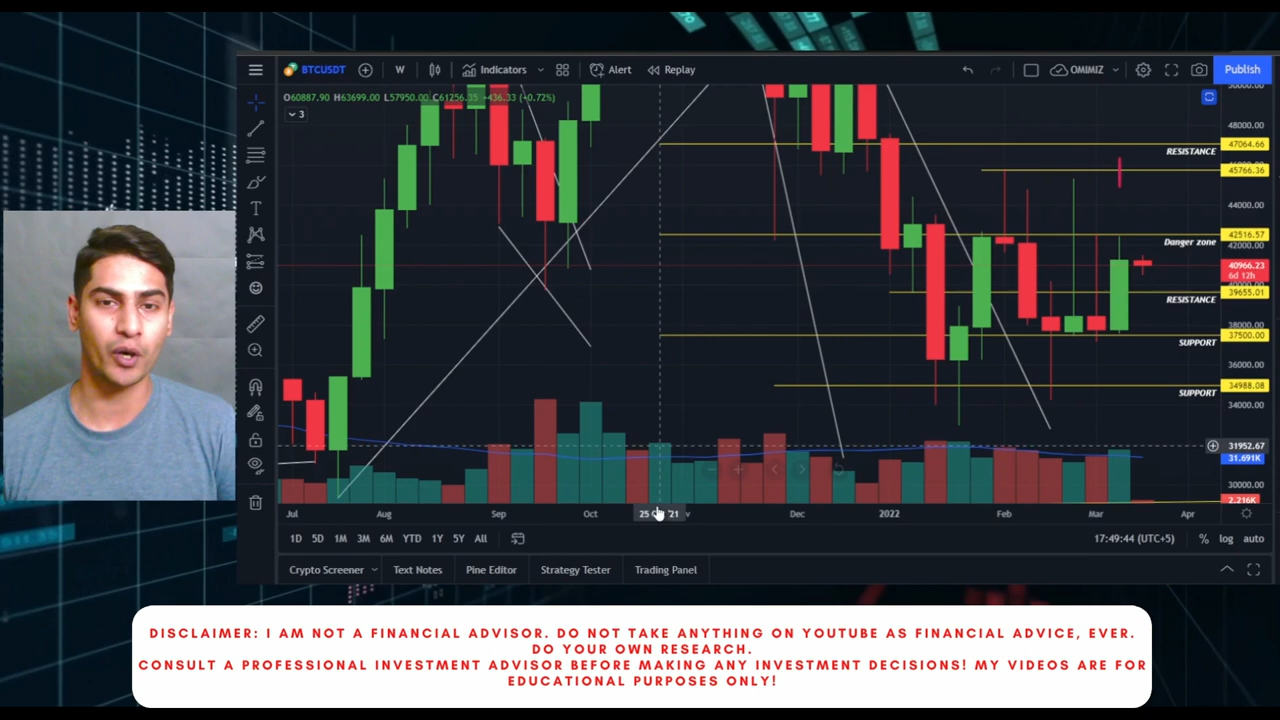 BTCUSDT W Indicators Alert Replay OMIMIZ Publish
O60887.90 H63699.00 L57950.00 C61256.35 +436.33 (+0.72%)
3
48000.00
47064.66
RESISTANCE
45766.36
44000.00
42516.57
Danger zone
42000.00
40966.23
6d 12h
39655.01
RESISTANCE
38000.00
37500.00
SUPPORT
36000.00
34988.08
SUPPORT
34000.00
31952.67
31.691K
30000.00
2.216K
Jul Aug Sep Oct 25 '21 Dec 2022 Feb Mar Apr
1D 5D 1M 3M 6M YTD 1Y 5Y All 17:49:44 (UTC+5) % log auto
Crypto Screener Text Notes Pine Editor Strategy Tester Trading Panel
DISCLAIMER: I AM NOT A FINANCIAL ADVISOR. DO NOT TAKE ANYTHING ON YOUTUBE AS FINANCIAL ADVICE, EVER.
DO YOUR OWN RESEARCH.
CONSULT A PROFESSIONAL INVESTMENT ADVISOR BEFORE MAKING ANY INVESTMENT DECISIONS! MY VIDEOS ARE FOR
EDUCATIONAL PURPOSES ONLY!